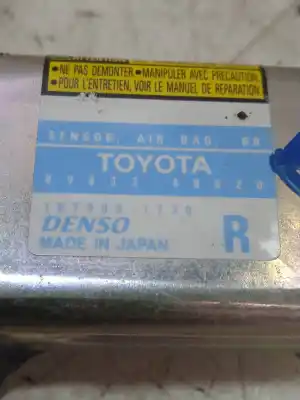 • NE PAS DEMONTER • MANIPULER AVEC PRECAUTION
• POUR L'ENTRETIEN, VOIR LE MANUEL DE REPARATION
SENSOR, AIR BAG,
TOYOTA
DENSO
MADE IN JAPAN
R